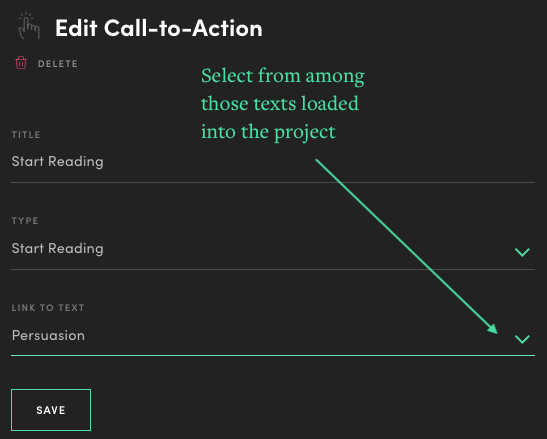 Edit Call-to-Action
DELETE
Select from among
those texts loaded
into the project
TITLE
Start Reading
TYPE
Start Reading
LINK TO TEXT
Persuasion
SAVE